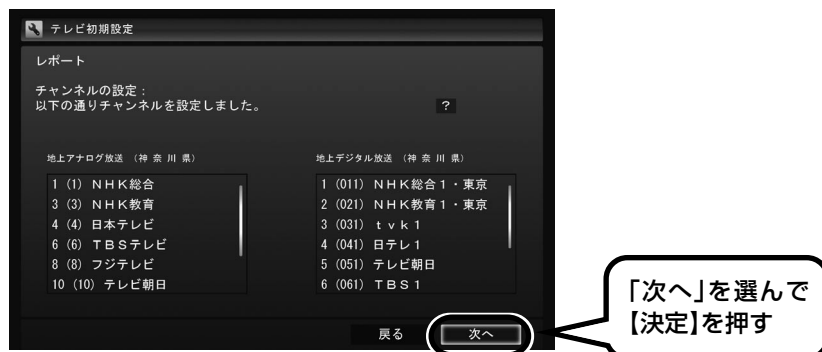 テレビ初期設定
レポート
チャンネルの設定：
以下の通りチャンネルを設定しました。
?
地上アナログ放送 （神 奈 川 県）
1 (1) ＮＨＫ総合
3 (3) ＮＨＫ教育
4 (4) 日本テレビ
6 (6) ＴＢＳテレビ
8 (8) フジテレビ
10 (10) テレビ朝日
地上デジタル放送 （神 奈 川 県）
1 (011) ＮＨＫ総合１・東京
2 (021) ＮＨＫ教育１・東京
3 (031) ｔｖｋ１
4 (041) 日テレ１
5 (051) テレビ朝日
6 (061) ＴＢＳ１
戻る
次へ
「次へ」を選んで
【決定】を押す